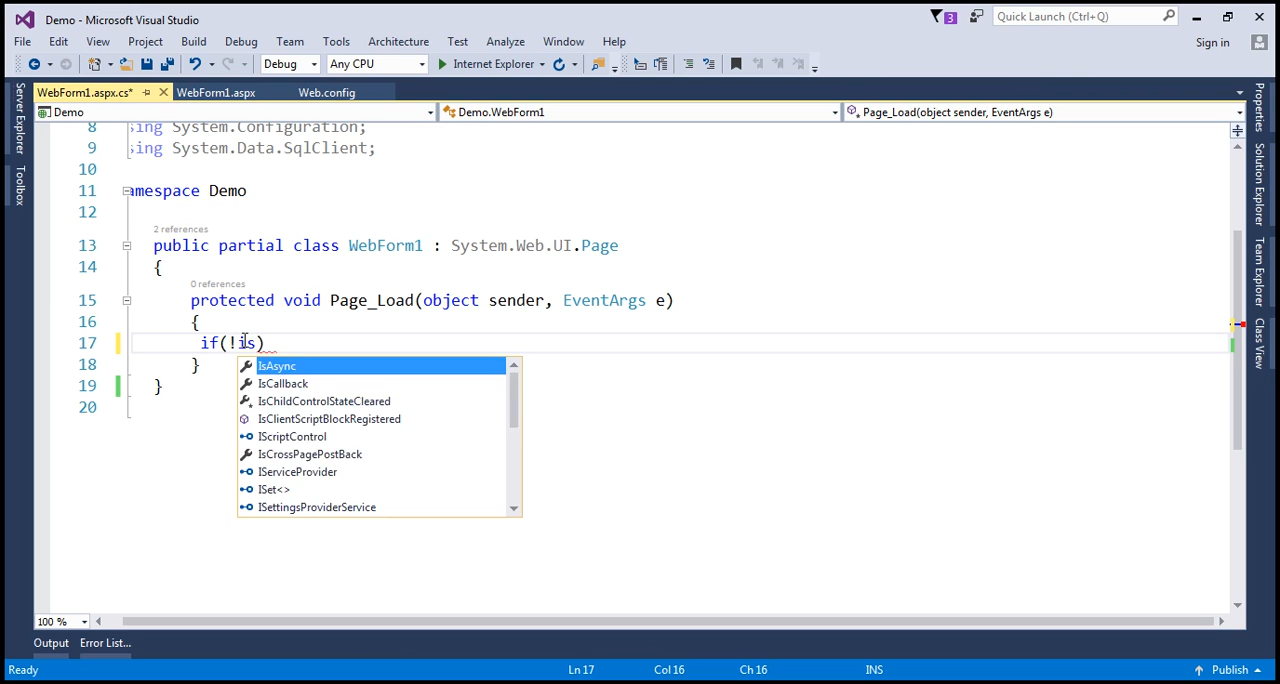 Demo - Microsoft Visual Studio
3
Quick Launch (Ctrl+Q)
File Edit View Project Build Debug Team Tools Architecture Test Analyze Window Help
Sign in
Debug Any CPU Internet Explorer
WebForm1.aspx.cs* WebForm1.aspx Web.config
Demo Demo.WebForm1 Page_Load(object sender, EventArgs e)
Server Explorer
Toolbox
Properties
Solution Explorer
Team Explorer
Class View
8 sing System.Configuration;
9 sing System.Data.SqlClient;
10
11 amespace Demo
12
2 references
13 public partial class WebForm1 : System.Web.UI.Page
14 {
0 references
15 protected void Page_Load(object sender, EventArgs e)
16 {
17 if(!is)
18 }
19 }
20
IsAsync
IsCallback
IsChildControlStateCleared
IsClientScriptBlockRegistered
IScriptControl
IsCrossPagePostBack
IServiceProvider
ISet<>
ISettingsProviderService
100 %
Output Error List...
Ready Ln 17 Col 16 Ch 16 INS Publish